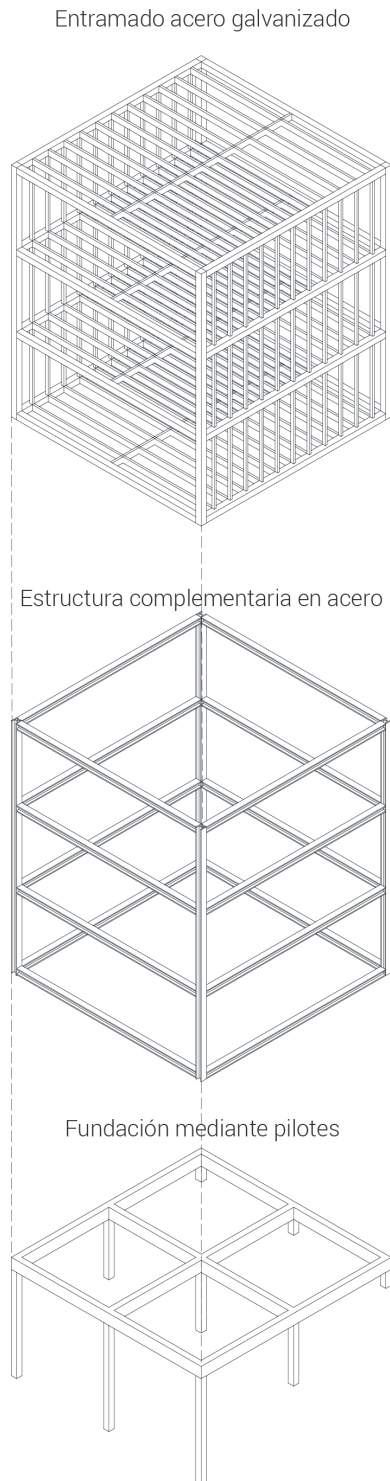 Entramado acero galvanizado
Estructura complementaria en acero
Fundación mediante pilotes